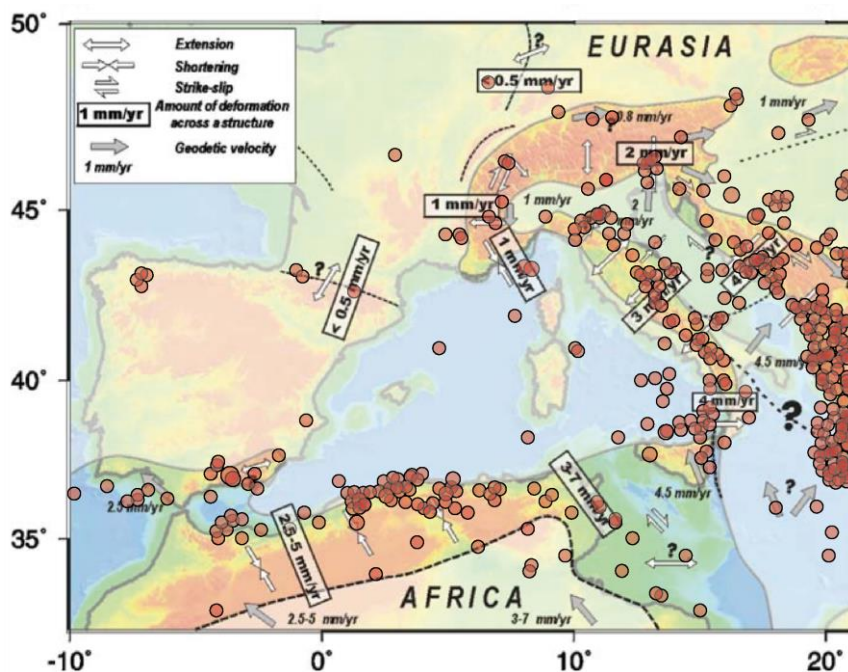 50°
45°
40°
35°
-10°
0°
10°
20°
Extension
Shortening
Strike-slip
1 mm/yr
Amount of deformation
across a structure
Geodetic velocity
1 mm/yr
?
EURASIA
<0.5 mm/yr
0.8 mm/yr
?
1 mm/yr
2 mm/yr
1 mm/yr
1 mm/yr
2
mm/yr
1 mm/yr
?
< 0.5 mm/yr
?
3 mm/yr
4.5 mm/yr
4 mm/yr
?
?
4.5 mm/yr
3-7 mm/yr
?
2.5 mm/yr
2.5-5 mm/yr
AFRICA
2.5-5 mm/yr
3-7 mm/yr